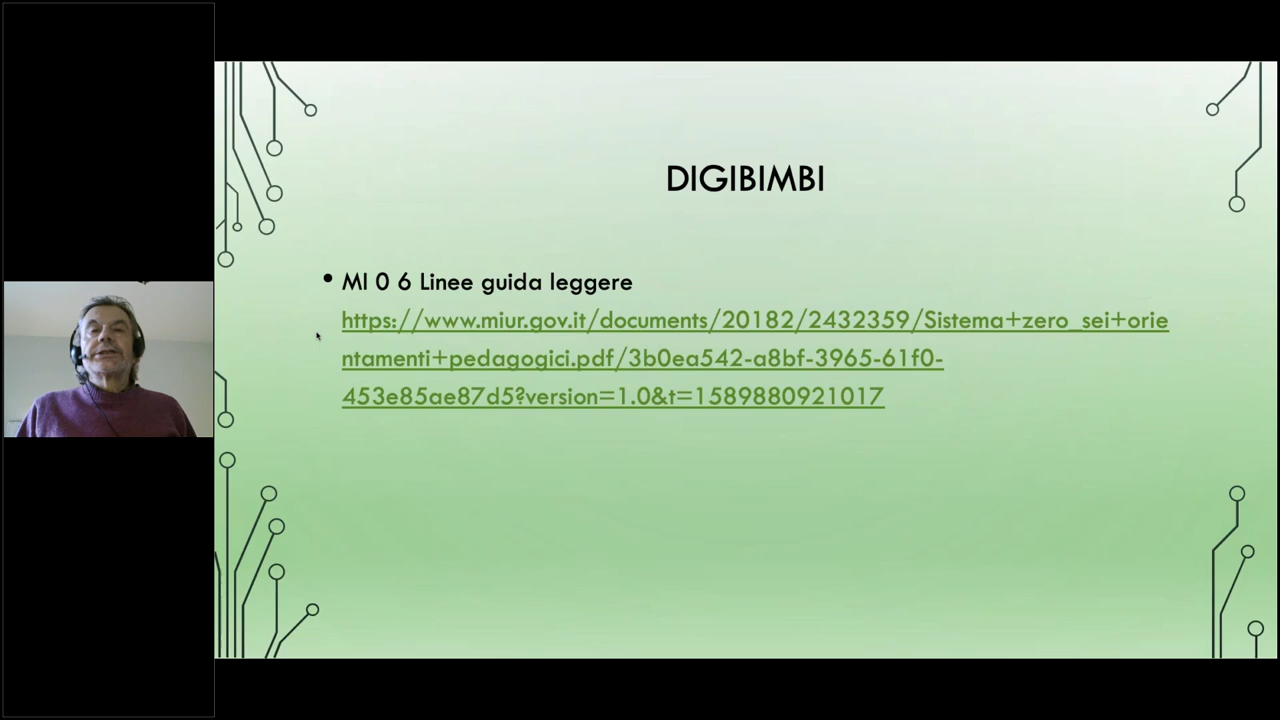 DIGIBIMBI
• MI 0 6 Linee guida leggere
https://www.miur.gov.it/documents/20182/2432359/Sistema+zero_sei+orie
ntamenti+pedagogici.pdf/3b0ea542-a8bf-3965-61f0-
453e85ae87d5?version=1.0&t=1589880921017